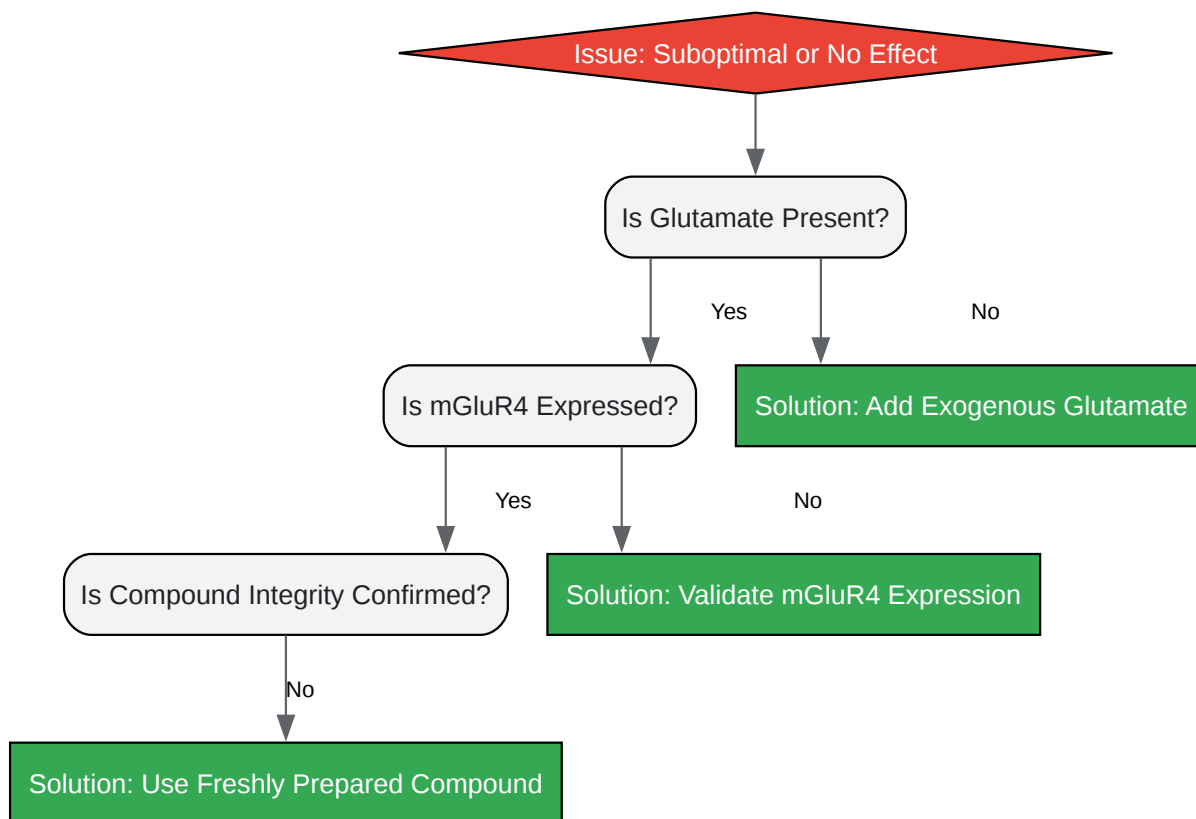 Issue: Suboptimal or No Effect
Is Glutamate Present?
Yes
No
Is mGluR4 Expressed?
Solution: Add Exogenous Glutamate
Yes
No
Is Compound Integrity Confirmed?
Solution: Validate mGluR4 Expression
No
Solution: Use Freshly Prepared Compound